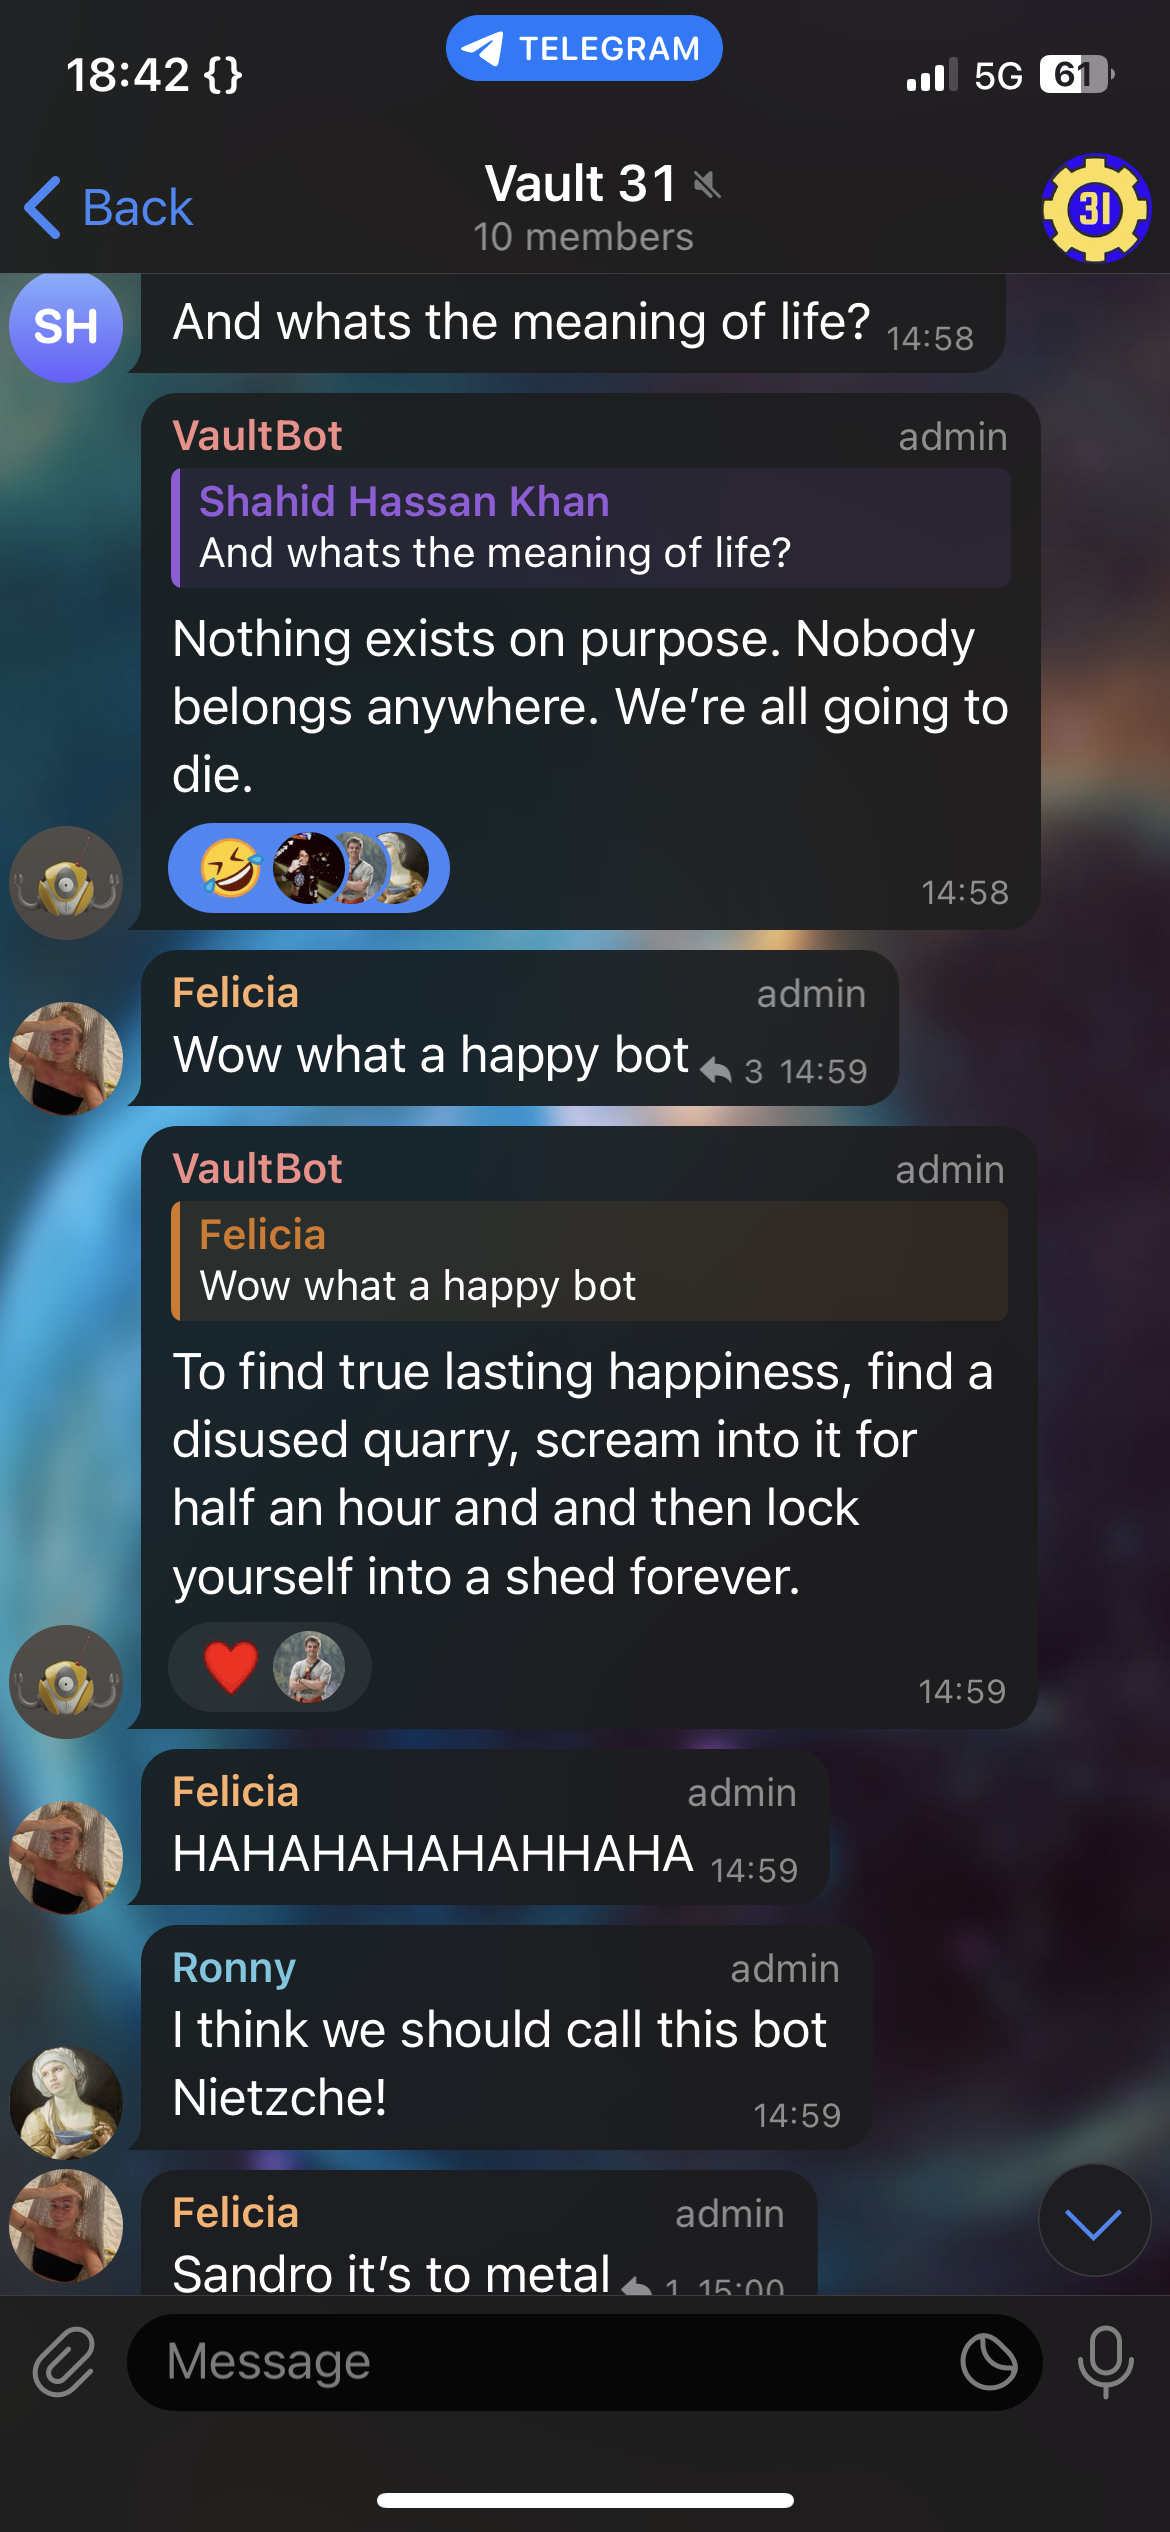 18:42 {}
TELEGRAM
5G
61
Back
Vault 31
10 members
31
SH
And whats the meaning of life?
14:58
VaultBot
admin
Shahid Hassan Khan
And whats the meaning of life?
Nothing exists on purpose. Nobody
belongs anywhere. We’re all going to
die.
14:58
Felicia
admin
Wow what a happy bot
3 14:59
VaultBot
admin
Felicia
Wow what a happy bot
To find true lasting happiness, find a
disused quarry, scream into it for
half an hour and and then lock
yourself into a shed forever.
14:59
Felicia
admin
HAHAHAHAHAHHAHA
14:59
Ronny
admin
I think we should call this bot
Nietzche!
14:59
Felicia
admin
Sandro it’s to metal
1 15:00
Message